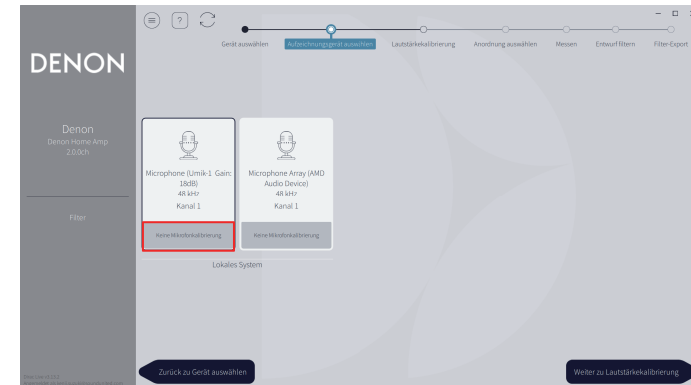 ?
Gerät auswählen
Aufzeichnungsgerät auswählen
Lautstärkekalibrierung
Anordnung auswählen
Messen
Entwurf filtern
Filter-Export
DENON
Denon
Denon Home Amp
2.0.0ch
Filter
Microphone (Umik-1 Gain:
18dB)
48 kHz
Kanal 1
Keine Mikrofonkalibrierung
Microphone Array (AMD
Audio Device)
48 kHz
Kanal 1
Keine Mikrofonkalibrierung
Lokales System
Zurück zu Gerät auswählen
Weiter zu Lautstärkekalibrierung